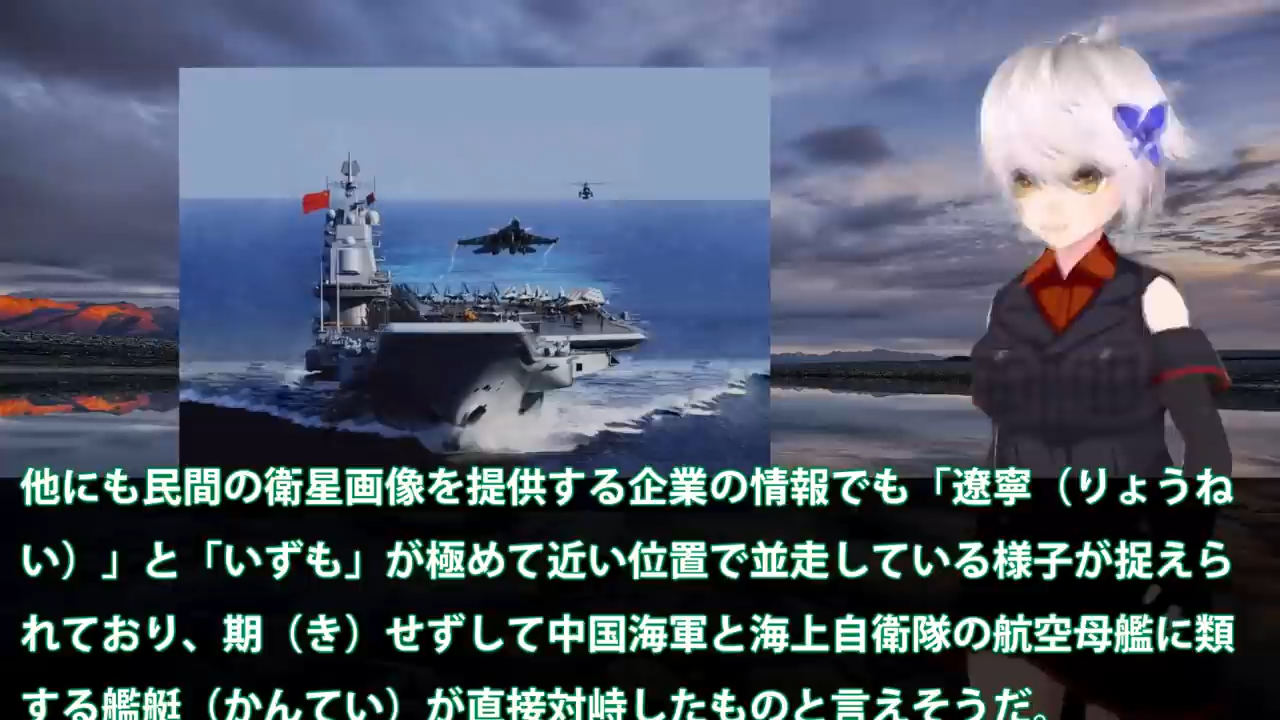 他にも民間の衛星画像を提供する企業の情報でも「遼寧（りょうね
い）」と「いずも」が極めて近い位置で並走している様子が捉えら
れており、期（き）せずして中国海軍と海上自衛隊の航空母艦に類
する艦艇（かんてい）が直接対峙したものと言えそうだ。